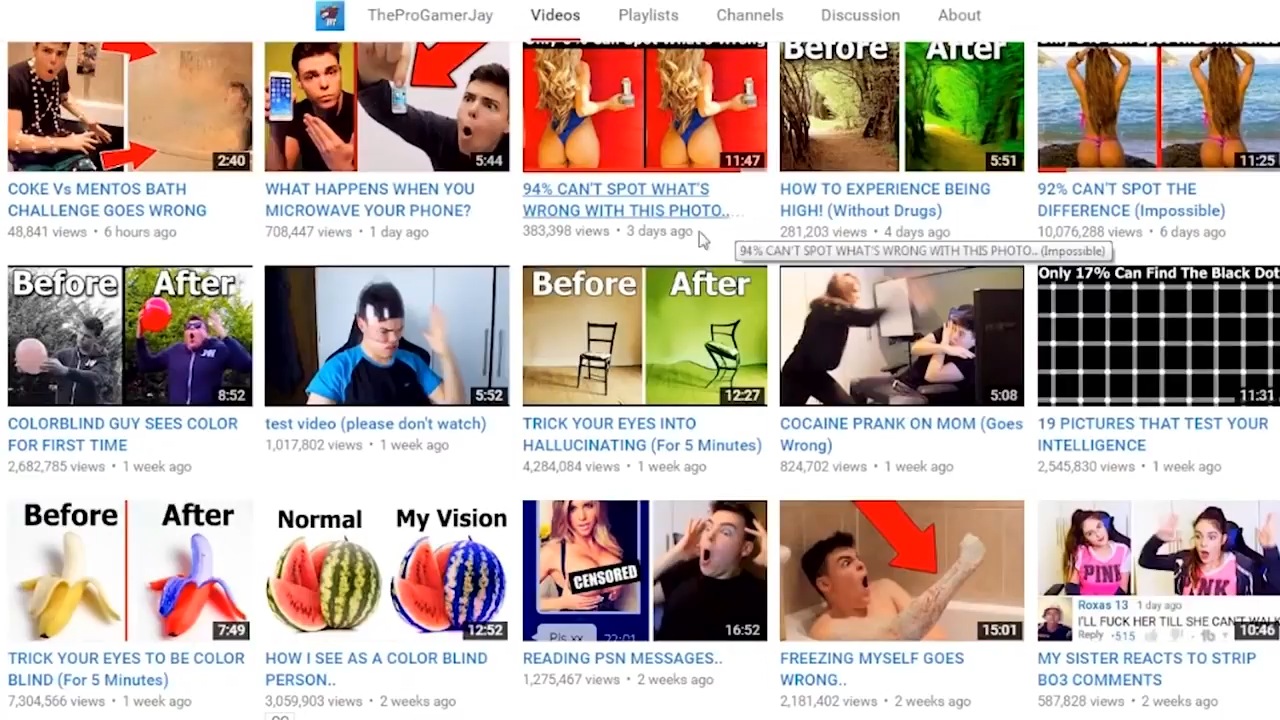 TheProGamerJay Videos Playlists Channels Discussion About
Before After
2:40 5:44 11:47 5:51 11:25
COKE Vs MENTOS BATH
CHALLENGE GOES WRONG
48,841 views • 6 hours ago
WHAT HAPPENS WHEN YOU
MICROWAVE YOUR PHONE?
708,447 views • 1 day ago
94% CAN'T SPOT WHAT'S
WRONG WITH THIS PHOTO..
383,398 views • 3 days ago
HOW TO EXPERIENCE BEING
HIGH! (Without Drugs)
281,203 views • 4 days ago
92% CAN'T SPOT THE
DIFFERENCE (Impossible)
10,076,288 views • 6 days ago
94% CAN'T SPOT WHAT'S WRONG WITH THIS PHOTO.. (Impossible)
Before After
8:52
COLORBLIND GUY SEES COLOR
FOR FIRST TIME
2,682,785 views • 1 week ago
5:52
test video (please don't watch)
1,017,802 views • 1 week ago
Before After
12:27
TRICK YOUR EYES INTO
HALLUCINATING (For 5 Minutes)
4,284,084 views • 1 week ago
5:08
COCAINE PRANK ON MOM (Goes
Wrong)
824,702 views • 1 week ago
Only 17% Can Find The Black Dot
11:31
19 PICTURES THAT TEST YOUR
INTELLIGENCE
2,545,830 views • 1 week ago
Before After
7:49
TRICK YOUR EYES TO BE COLOR
BLIND (For 5 Minutes)
7,304,566 views • 1 week ago
Normal My Vision
12:52
HOW I SEE AS A COLOR BLIND
PERSON..
3,059,903 views • 2 weeks ago
CENSORED
Pls xx 22:01
16:52
READING PSN MESSAGES..
1,275,467 views • 2 weeks ago
15:01
FREEZING MYSELF GOES
WRONG..
2,181,402 views • 2 weeks ago
PINK
Roxas 13 1 day ago
I'LL FUCK HER TILL SHE CAN'T WALK
Reply •515
10:46
MY SISTER REACTS TO STRIP
BO3 COMMENTS
587,828 views • 2 weeks ago